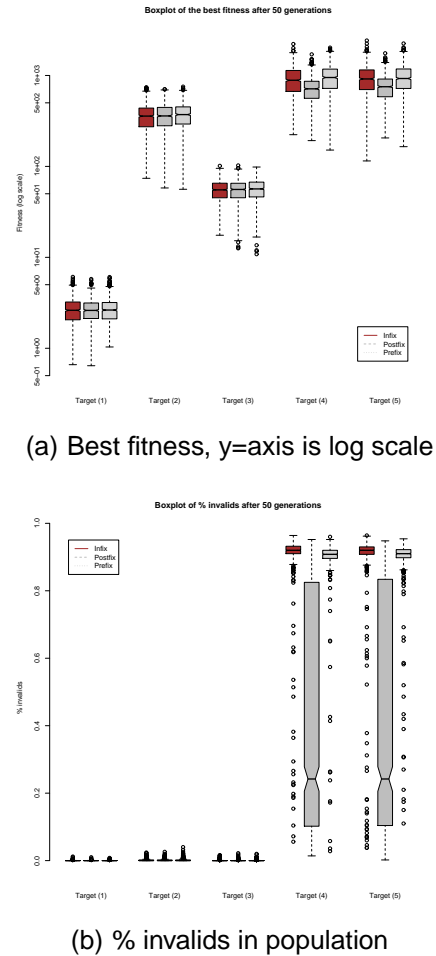 Boxplot of the best fitness after 50 generations
Fitness (log scale)
1e+03
5e+02
1e+02
5e+01
1e+01
5e+00
1e+00
5e−01
Infix
Postfix
Prefix
Target (1) Target (2) Target (3) Target (4) Target (5)
(a) Best fitness, y=axis is log scale
Boxplot of % invalids after 50 generations
% invalids
1.0
0.8
0.6
0.4
0.2
0.0
Infix
Postfix
Prefix
Target (1) Target (2) Target (3) Target (4) Target (5)
(b) % invalids in population